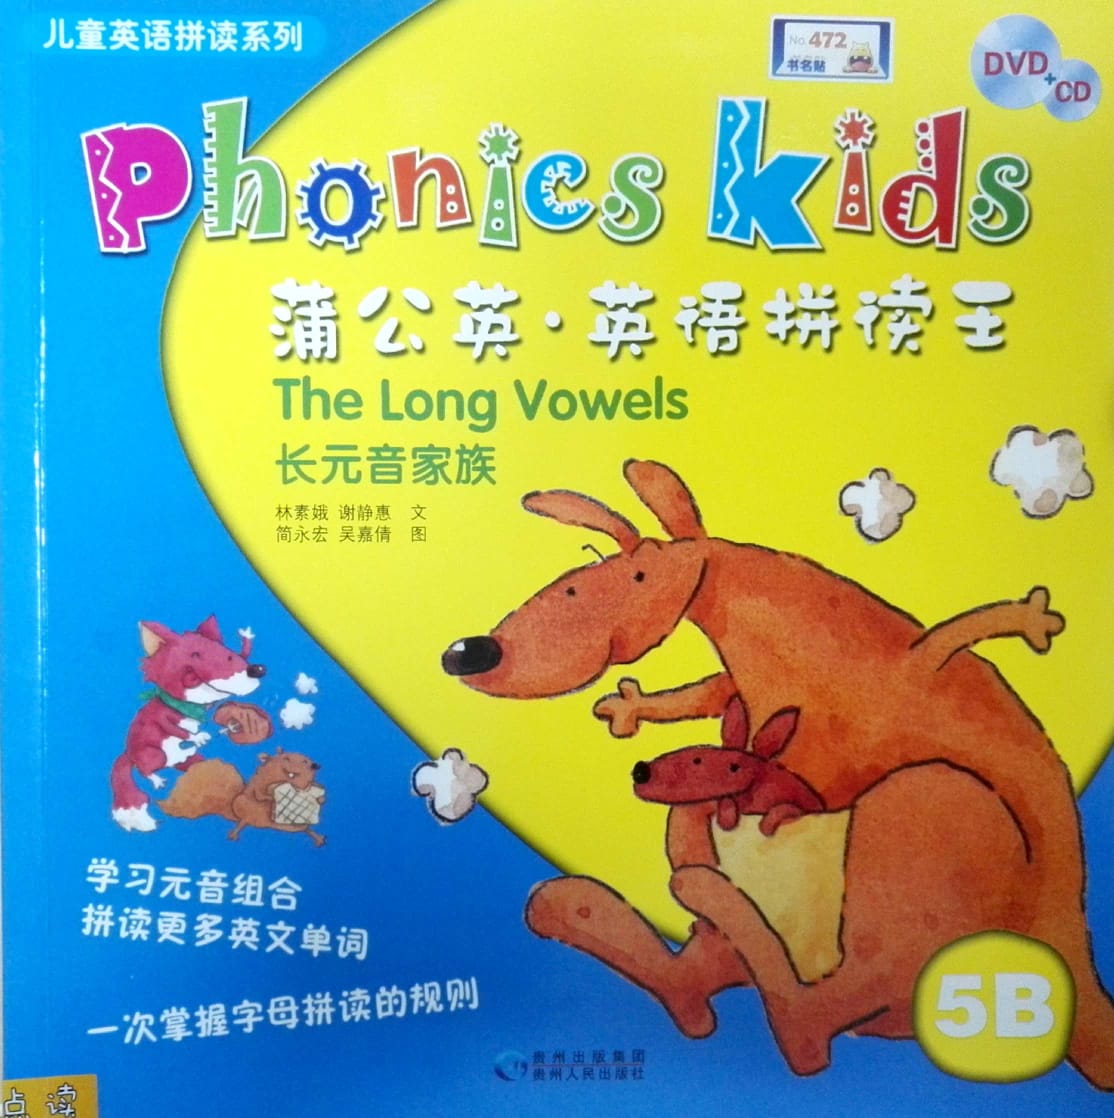 儿童英语拼读系列
No.472
书名贴
DVD+CD
Phonics kids
蒲公英·英语拼读王
The Long Vowels
长元音家族
林素娥 谢静惠 文
简永宏 吴嘉倩 图
学习元音组合
拼读更多英文单词
一次掌握字母拼读的规则
5B
贵州出版集团
贵州人民出版社
点读